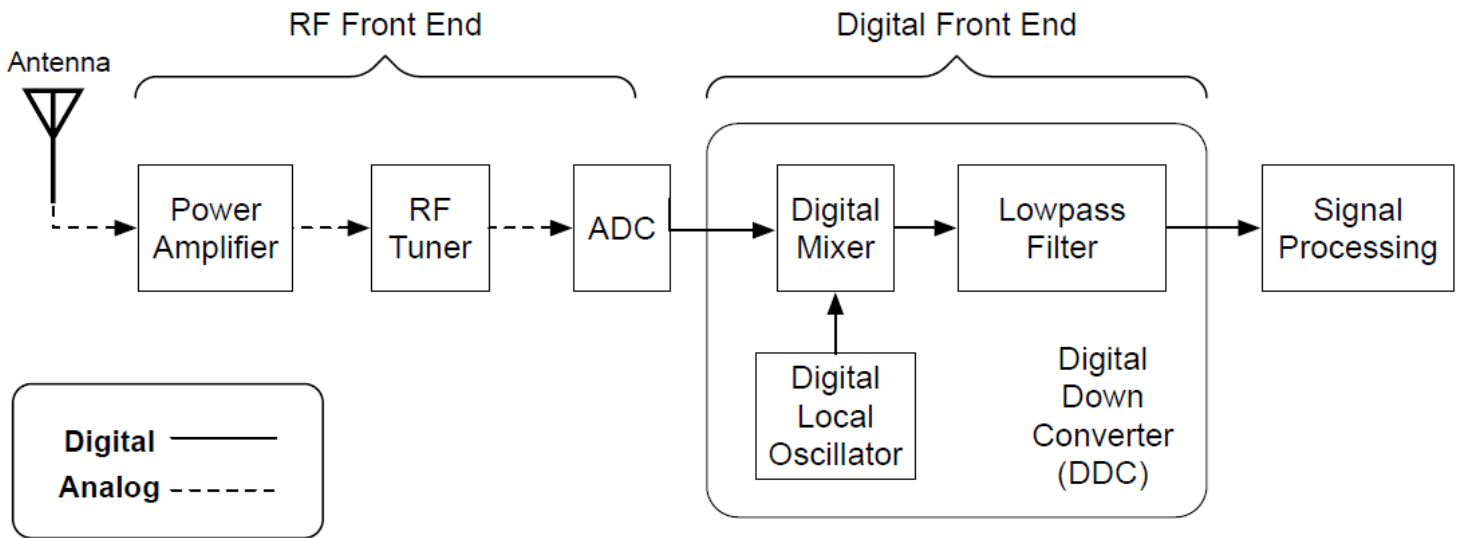 RF Front End
Digital Front End
Antenna
Power
Amplifier
RF
Tuner
ADC
Digital
Mixer
Lowpass
Filter
Signal
Processing
Digital
Local
Oscillator
Digital
Down
Converter
(DDC)
Digital
Analog